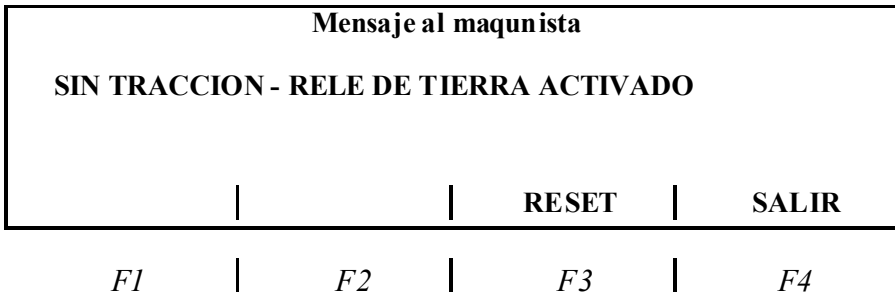 Mensaje al maqunista
SIN TRACCION - RELE DE TIERRA ACTIVADO
RESET SALIR
F1 F2 F3 F4